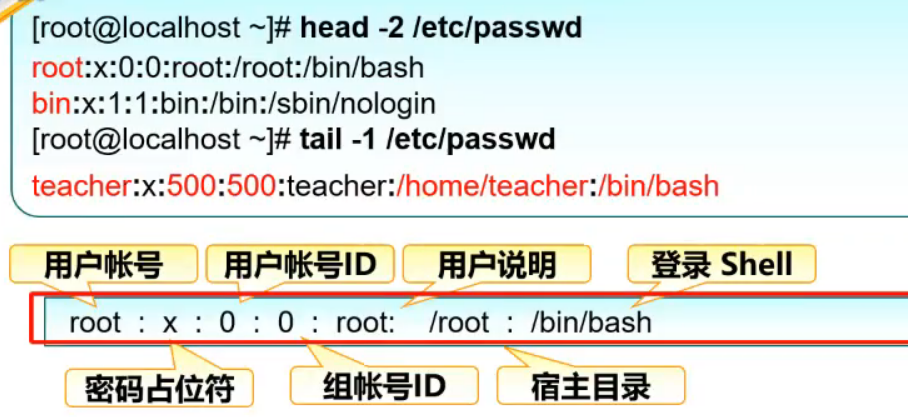 [root@localhost ~]# head -2 /etc/passwd
root:x:0:0:root:/root:/bin/bash
bin:x:1:1:bin:/bin:/sbin/nologin
[root@localhost ~]# tail -1 /etc/passwd
teacher:x:500:500:teacher:/home/teacher:/bin/bash
用户帐号 用户帐号ID 用户说明 登录 Shell
root : x : 0 : 0 : root: /root : /bin/bash
密码占位符 组帐号ID 宿主目录